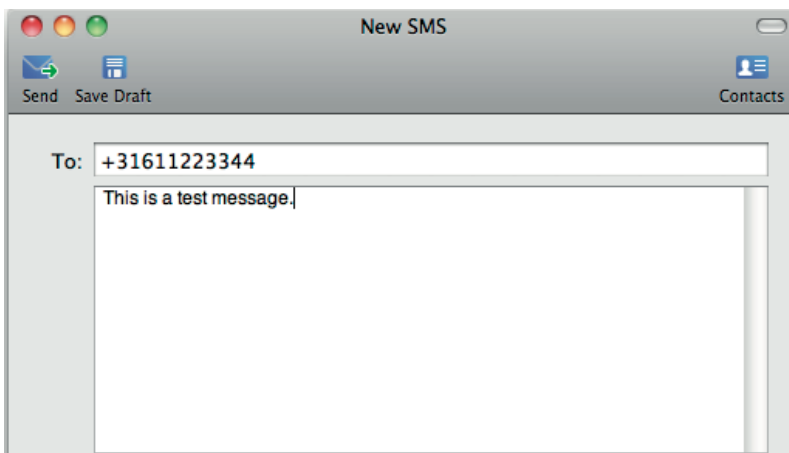 New SMS
Send Save Draft Contacts
To: +31611223344
This is a test message.